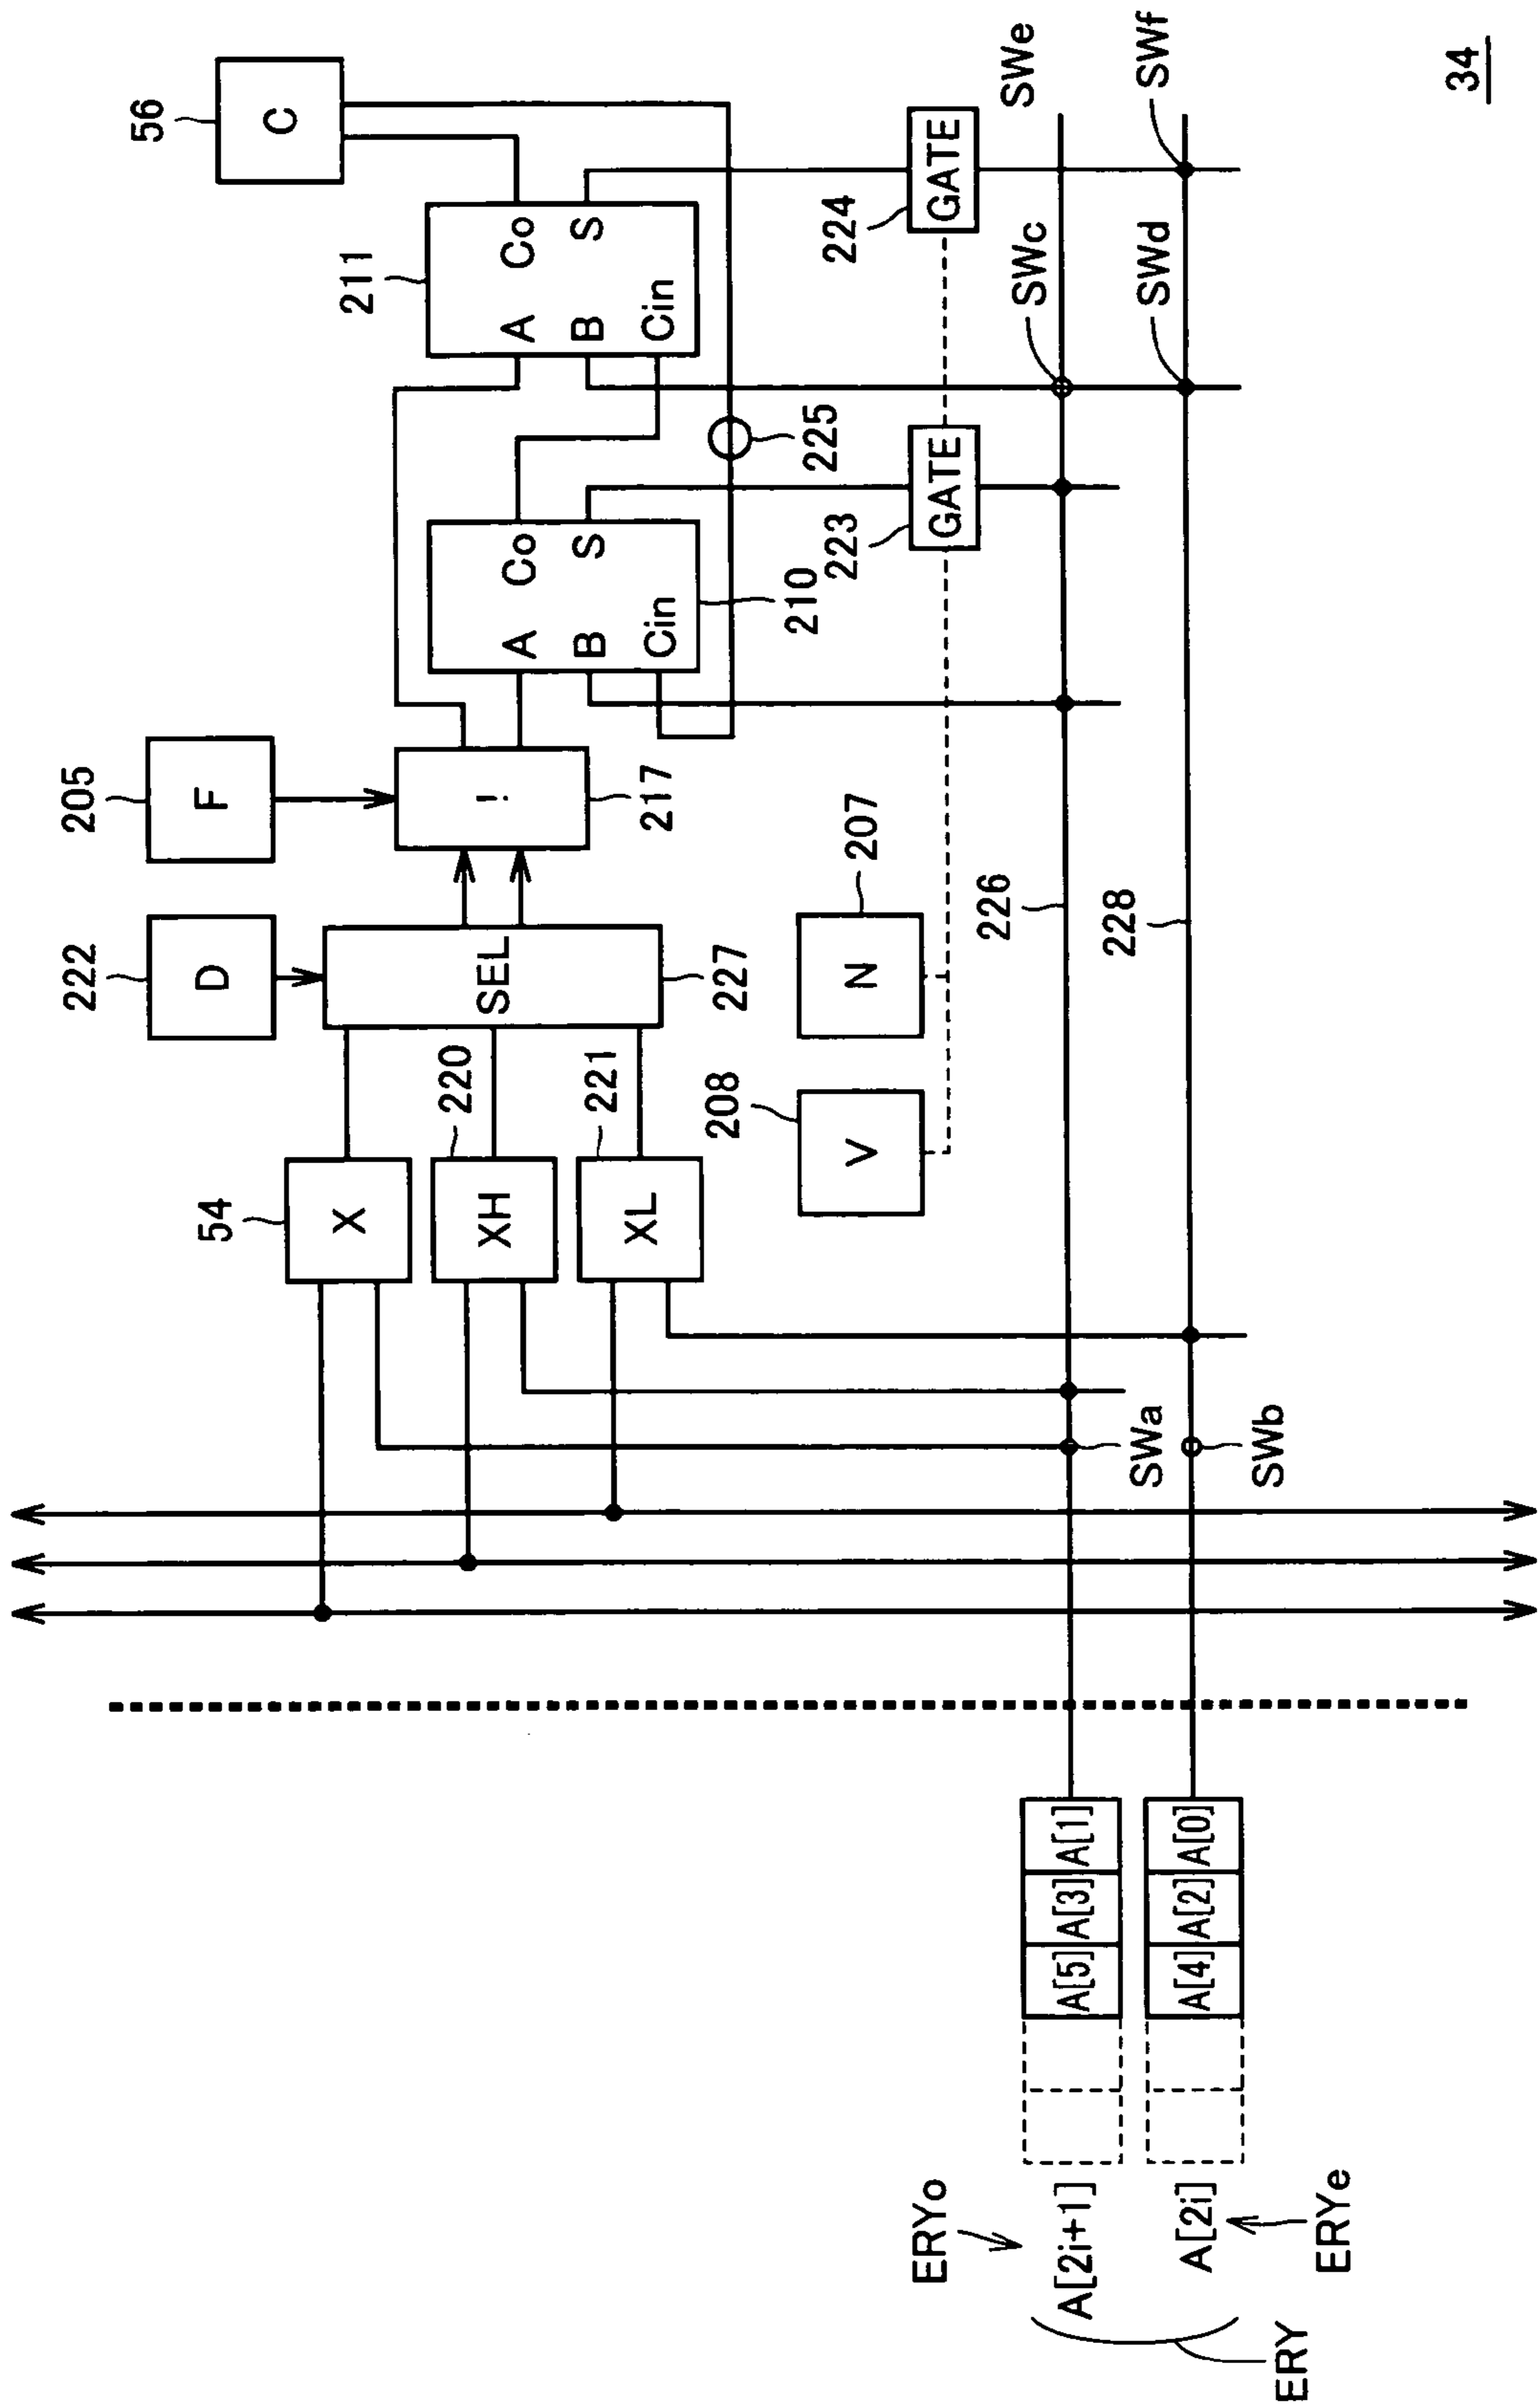 56
C
211
A
Co
B
S
Cin
205
F
222
D
217
!
210
A
Co
B
S
Cin
225
224
GATE
223
GATE
SWe
SWf
SWc
SWd
227
SEL
54
X
220
XH
221
XL
207
N
208
V
226
228
SWa
SWb
A[5]
A[3]
A[1]
A[4]
A[2]
A[0]
ERYo
A[2i+1]
A[2i]
ERYe
ERY
34